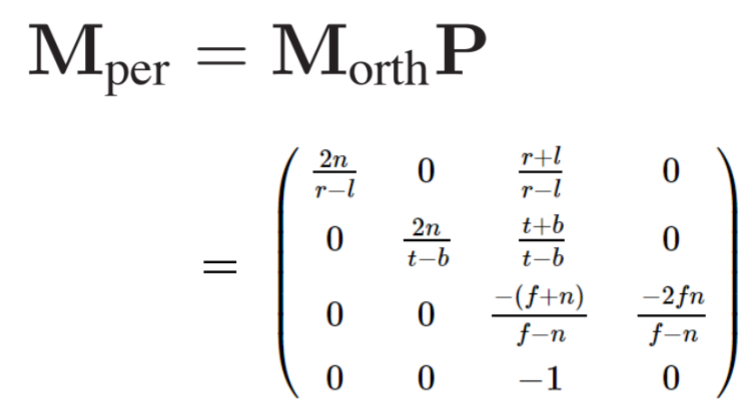 M_per = M_orth P
= ( 2n/(r−l) 0 (r+l)/(r−l) 0
0 2n/(t−b) (t+b)/(t−b) 0
0 0 −(f+n)/(f−n) −2fn/(f−n)
0 0 −1 0 )